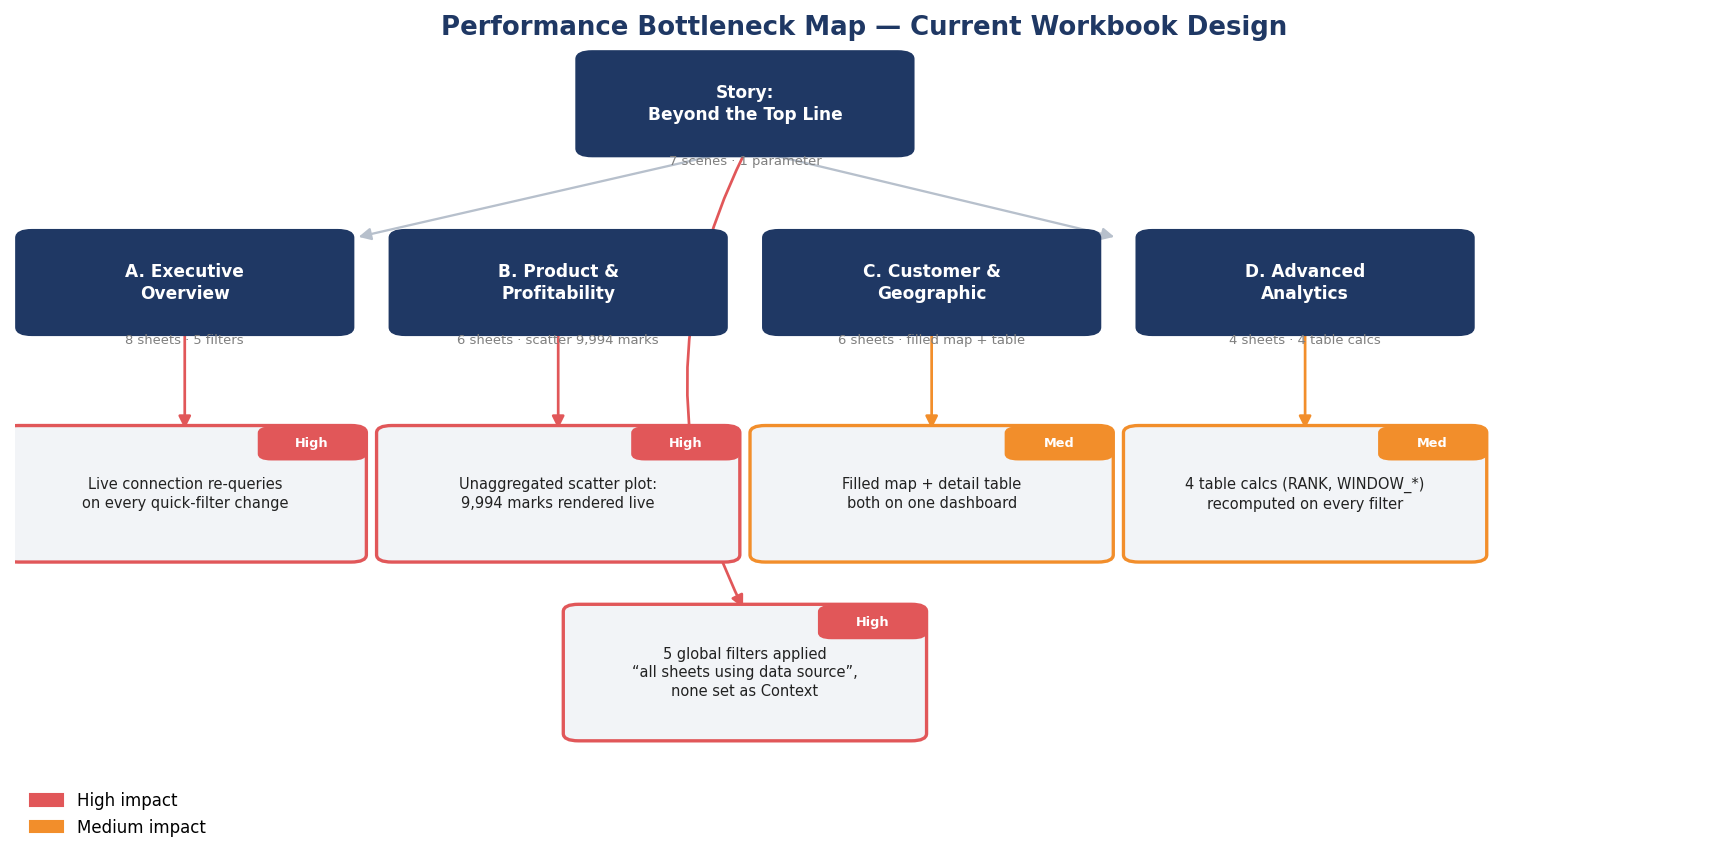 Performance Bottleneck Map — Current Workbook Design
Story:
Beyond the Top Line
7 scenes · 1 parameter
A. Executive
Overview
8 sheets · 5 filters
B. Product &
Profitability
6 sheets · scatter 9,994 marks
C. Customer &
Geographic
6 sheets · filled map + table
D. Advanced
Analytics
4 sheets · 4 table calcs
High
Live connection re-queries
on every quick-filter change
High
Unaggregated scatter plot:
9,994 marks rendered live
Med
Filled map + detail table
both on one dashboard
Med
4 table calcs (RANK, WINDOW_*)
recomputed on every filter
High
5 global filters applied
“all sheets using data source”,
none set as Context
High impact
Medium impact